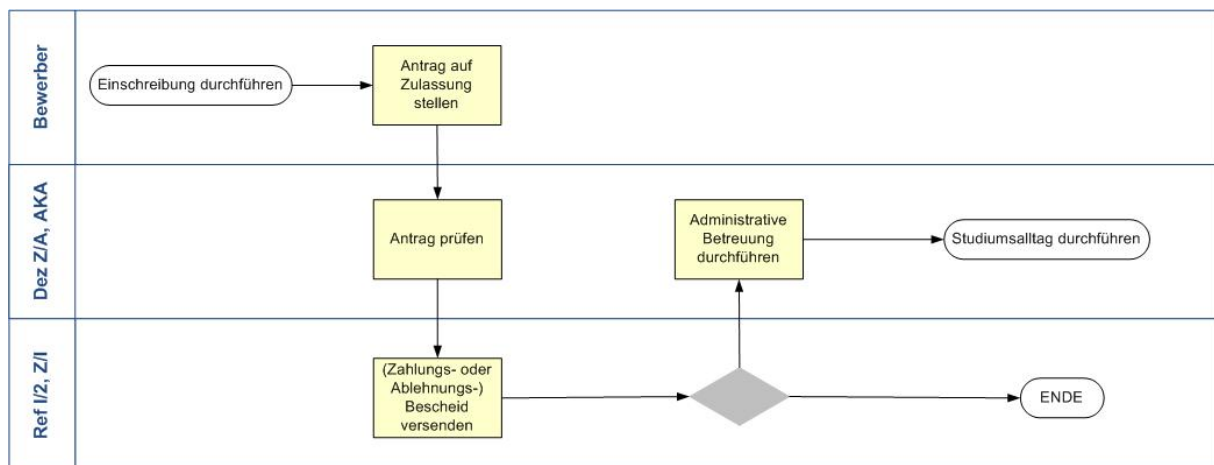 Bewerber
Einschreibung durchführen
Antrag auf
Zulassung
stellen
Dez Z/A, AKA
Antrag prüfen
Administrative
Betreuung
durchführen
Studiumsalltag durchführen
Ref I/2, Z/I
(Zahlungs- oder
Ablehnungs-)
Bescheid
versenden
ENDE